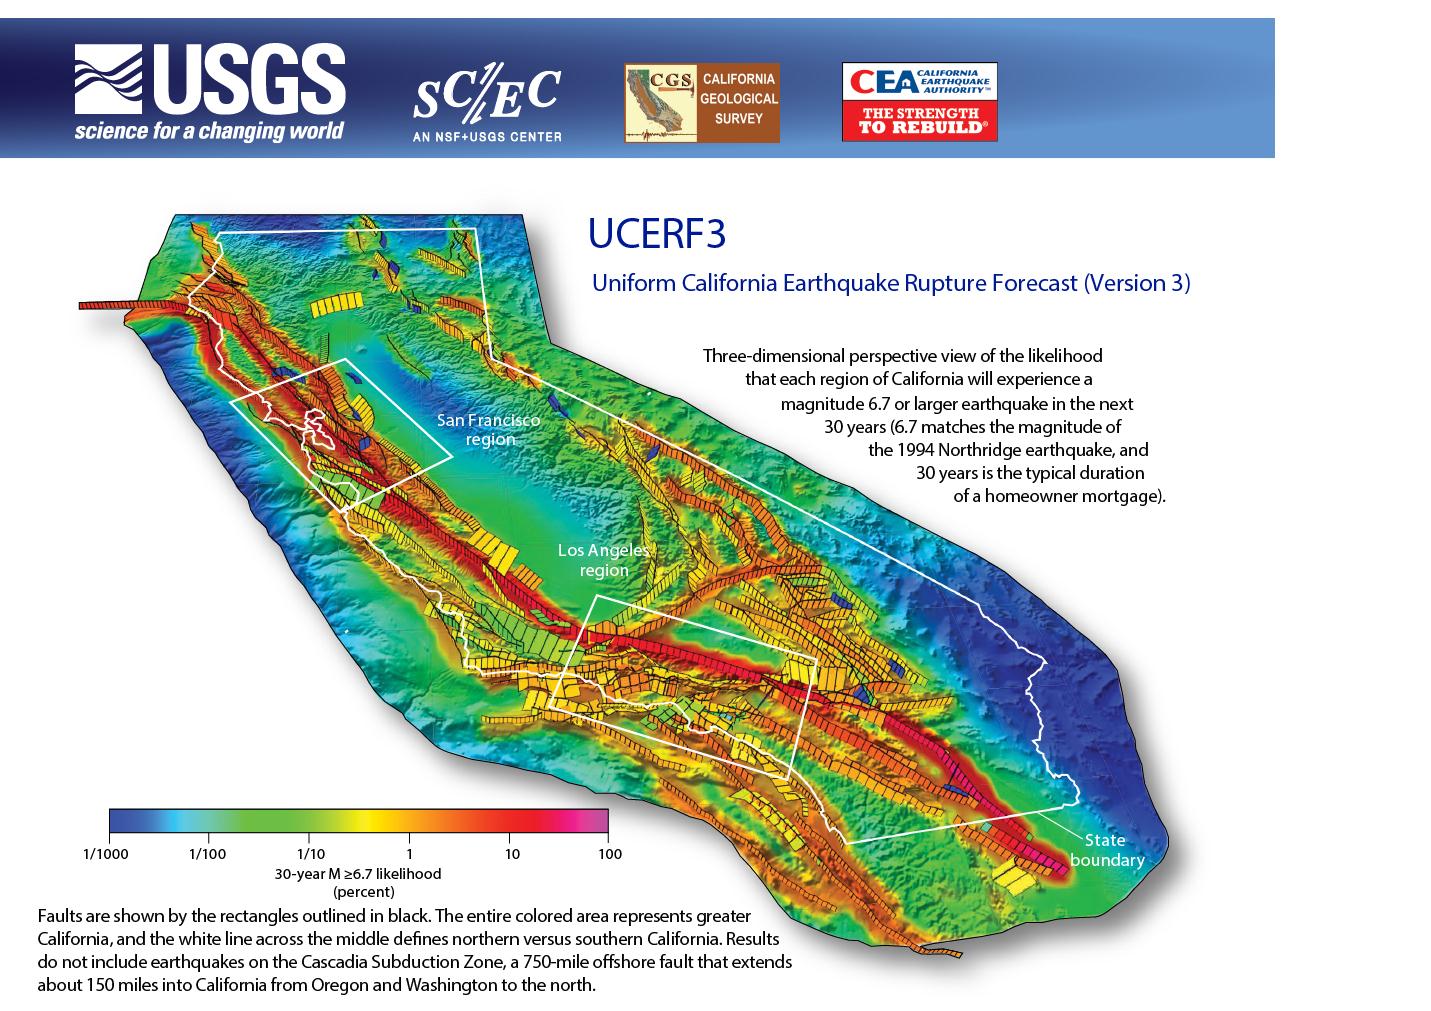 USGS
science for a changing world
SC/EC
AN NSF+USGS CENTER
CGS
CALIFORNIA
GEOLOGICAL
SURVEY
CEA CALIFORNIA
EARTHQUAKE
AUTHORITY™
THE STRENGTH
TO REBUILD®
UCERF3
Uniform California Earthquake Rupture Forecast (Version 3)
Three-dimensional perspective view of the likelihood
that each region of California will experience a
magnitude 6.7 or larger earthquake in the next
30 years (6.7 matches the magnitude of
the 1994 Northridge earthquake, and
30 years is the typical duration
of a homeowner mortgage).
San Francisco
region
Los Angeles
region
State
boundary
1/1000 1/100 1/10 1 10 100
30-year M ≥6.7 likelihood
(percent)
Faults are shown by the rectangles outlined in black. The entire colored area represents greater
California, and the white line across the middle defines northern versus southern California. Results
do not include earthquakes on the Cascadia Subduction Zone, a 750-mile offshore fault that extends
about 150 miles into California from Oregon and Washington to the north.